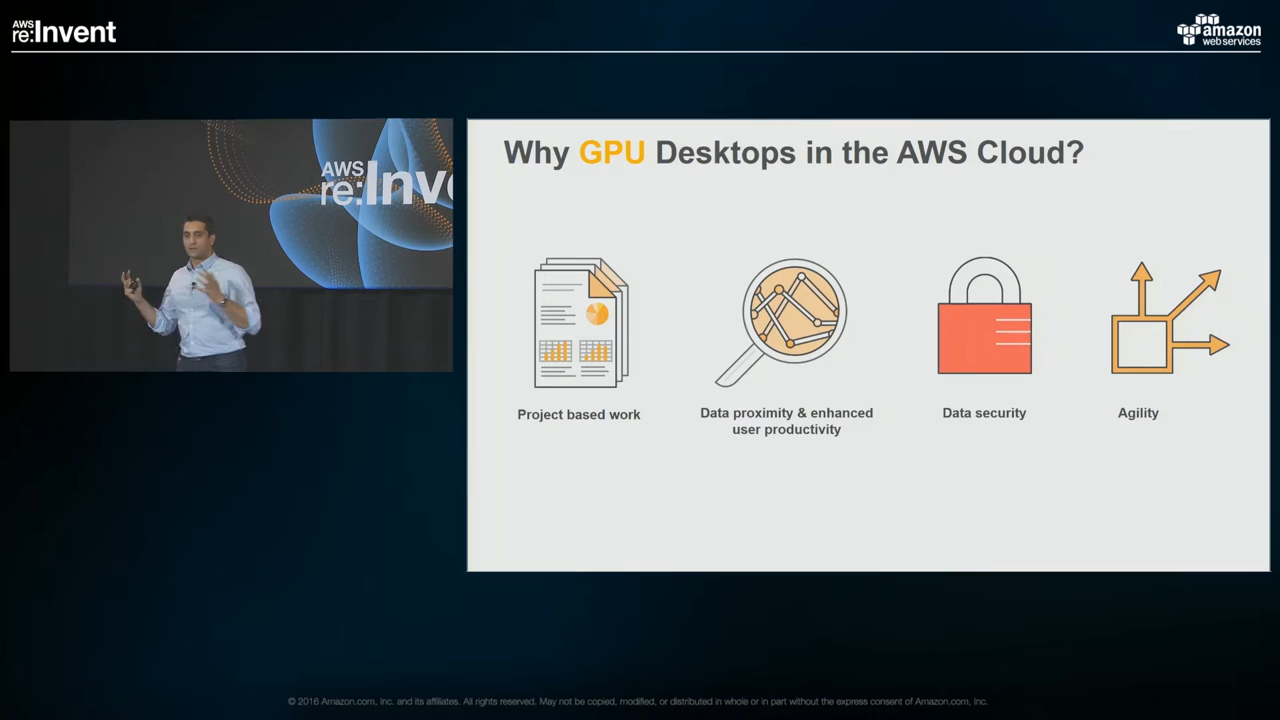 AWS
re:Invent
amazon
web services
AWS
re:Inv
Why GPU Desktops in the AWS Cloud?
Project based work
Data proximity & enhanced
user productivity
Data security
Agility
© 2016 Amazon.com, Inc. and its affiliates. All rights reserved. May not be copied, modified, or distributed in whole or in part without the express consent of Amazon.com, Inc.